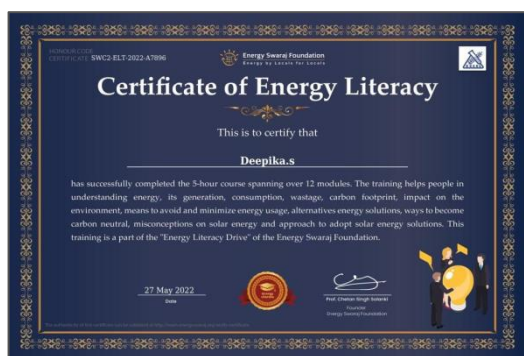 HONOUR CODE
CERTIFICATE SWC2-ELT-2022-A7896
Energy Swaraj Foundation
Energy by Locals for Locals
Certificate of Energy Literacy
This is to certify that
Deepika.s
has successfully completed the 5-hour course spanning over 12 modules. The training helps people in
understanding energy, its generation, consumption, wastage, carbon footprint, impact on the
environment, means to avoid and minimize energy usage, alternatives energy solutions, ways to become
carbon neutral, misconceptions on solar energy and approach to adopt solar energy solutions. This
training is a part of the "Energy Literacy Drive" of the Energy Swaraj Foundation.
27 May 2022
Date
Prof. Chetan Singh Solanki
Founder
Energy Swaraj Foundation